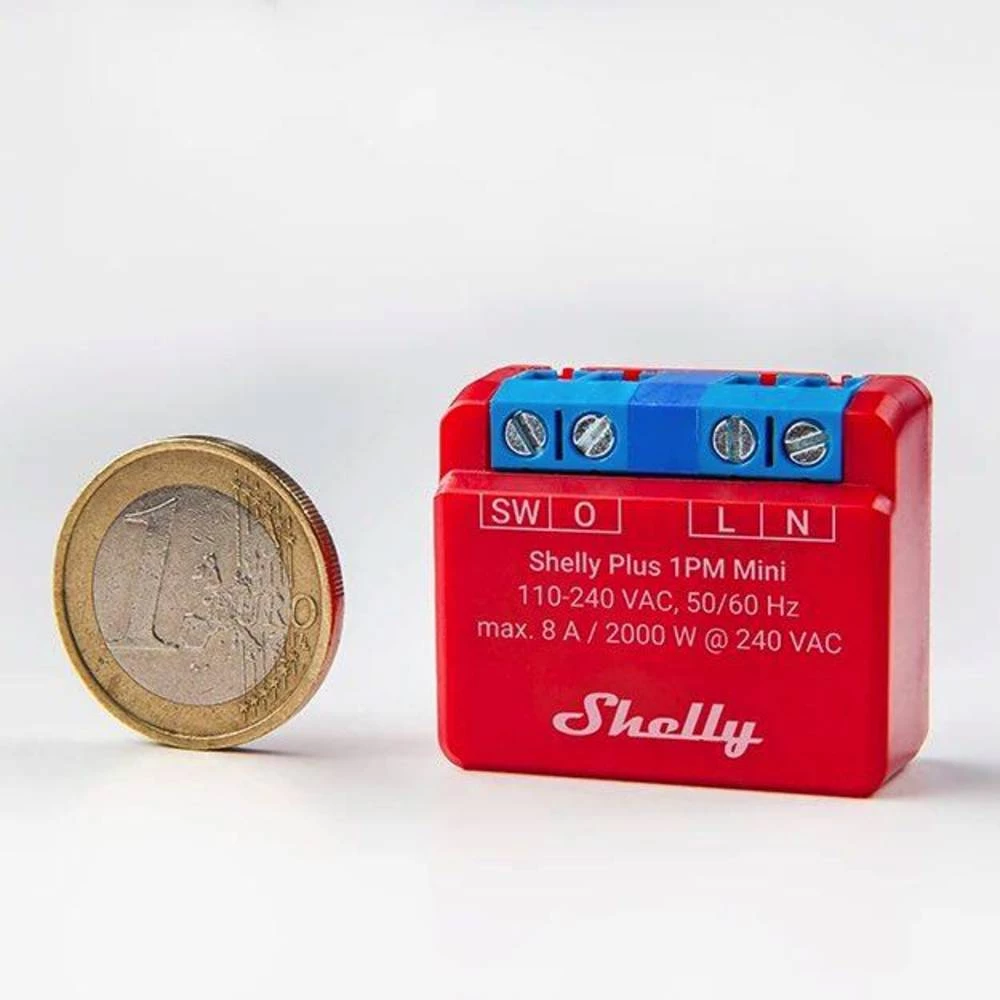 1 EURO
SW O L N
Shelly Plus 1PM Mini
110-240 VAC, 50/60 Hz
max. 8 A / 2000 W @ 240 VAC
Shelly